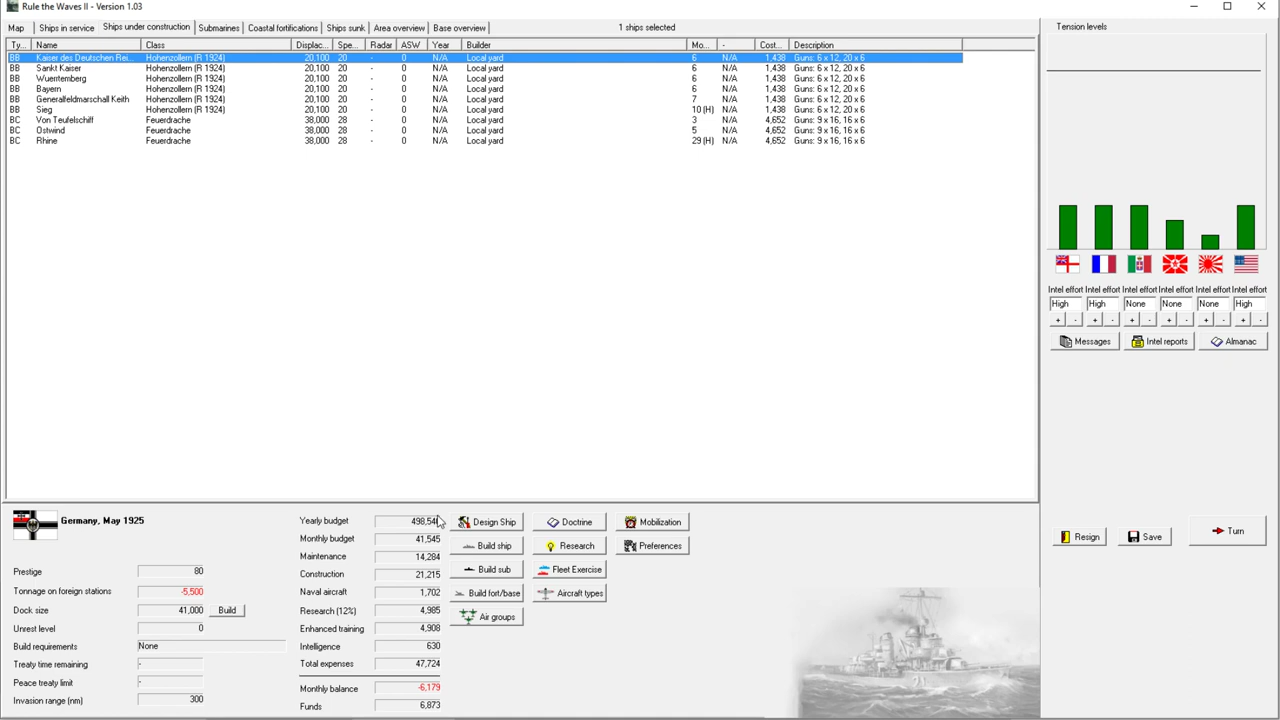 Rule the Waves II - Version 1.03
Map Ships in service Ships under construction Submarines Coastal fortifications Ships sunk Area overview Base overview 1 ships selected
Ty... Name Class Displac... Spe... Radar ASW Year Builder Mo... - Cost... Description
BB Kaiser des Deutschen Rei... Hohenzollern (R 1924) 20,100 20 - 0 N/A Local yard 6 N/A 1,438 Guns: 6 x 12, 20 x 6
BB Sankt Kaiser Hohenzollern (R 1924) 20,100 20 - 0 N/A Local yard 6 N/A 1,438 Guns: 6 x 12, 20 x 6
BB Wuerttemberg Hohenzollern (R 1924) 20,100 20 - 0 N/A Local yard 6 N/A 1,438 Guns: 6 x 12, 20 x 6
BB Bayern Hohenzollern (R 1924) 20,100 20 - 0 N/A Local yard 6 N/A 1,438 Guns: 6 x 12, 20 x 6
BB Generalfeldmarschall Keith Hohenzollern (R 1924) 20,100 20 - 0 N/A Local yard 7 N/A 1,438 Guns: 6 x 12, 20 x 6
BB Sieg Hohenzollern (R 1924) 20,100 20 - 0 N/A Local yard 10 (H) N/A 1,438 Guns: 6 x 12, 20 x 6
BC Von Teufelschiff Feuerdrache 38,000 28 - 0 N/A Local yard 3 N/A 4,652 Guns: 9 x 16, 16 x 6
BC Ostwind Feuerdrache 38,000 28 - 0 N/A Local yard 5 N/A 4,652 Guns: 9 x 16, 16 x 6
BC Rhine Feuerdrache 38,000 28 - 0 N/A Local yard 29 (H) N/A 4,652 Guns: 9 x 16, 16 x 6
Tension levels
Intel effort Intel effort Intel effort Intel effort Intel effort Intel effort
High High None None None High
+ - + - + - + - + - + -
Messages Intel reports Almanac
Resign Save Turn
Germany, May 1925
Prestige 80
Tonnage on foreign stations -5,500
Dock size 41,000 Build
Unrest level 0
Build requirements None
Treaty time remaining -
Peace treaty limit -
Invasion range (nm) 300
Yearly budget
Monthly budget 41,545
Maintenance 14,284
Construction 21,215
Naval aircraft 1,702
Research (12%) 4,985
Enhanced training 4,908
Intelligence 630
Total expenses 47,724
Monthly balance -6,179
Funds 6,873
Design Ship Doctrine Mobilization
Build ship Research Preferences
Build sub Fleet Exercise
Build fort/base Aircraft types
Air groups